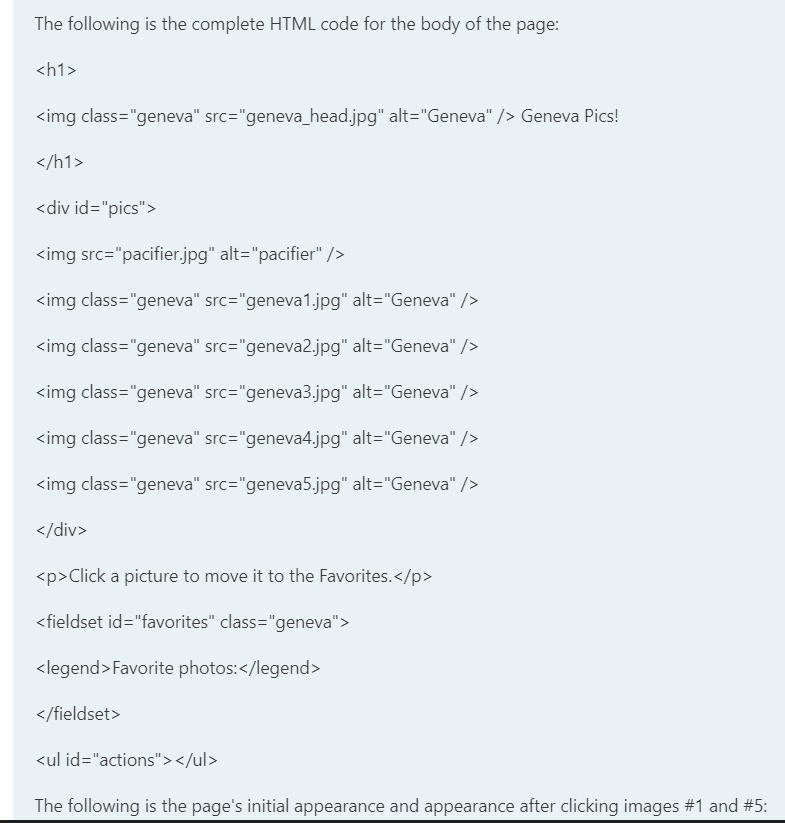 The following is the complete HTML code for the body of the page:
<h1>
<img class="geneva" src="geneva_head.jpg" alt="Geneva" /> Geneva Pics!
</h1>
<div id="pics">
<img src="pacifier.jpg" alt="pacifier" />
<img class="geneva" src="geneva1.jpg" alt="Geneva" />
<img class="geneva" src="geneva2.jpg" alt="Geneva" />
<img class="geneva" src="geneva3.jpg" alt="Geneva" />
<img class="geneva" src="geneva4.jpg" alt="Geneva" />
<img class="geneva" src="geneva5.jpg" alt="Geneva" />
</div>
<p>Click a picture to move it to the Favorites.</p>
<fieldset id="favorites" class="geneva">
<legend>Favorite photos:</legend>
</fieldset>
<ul id="actions"></ul>
The following is the page's initial appearance and appearance after clicking images #1 and #5: